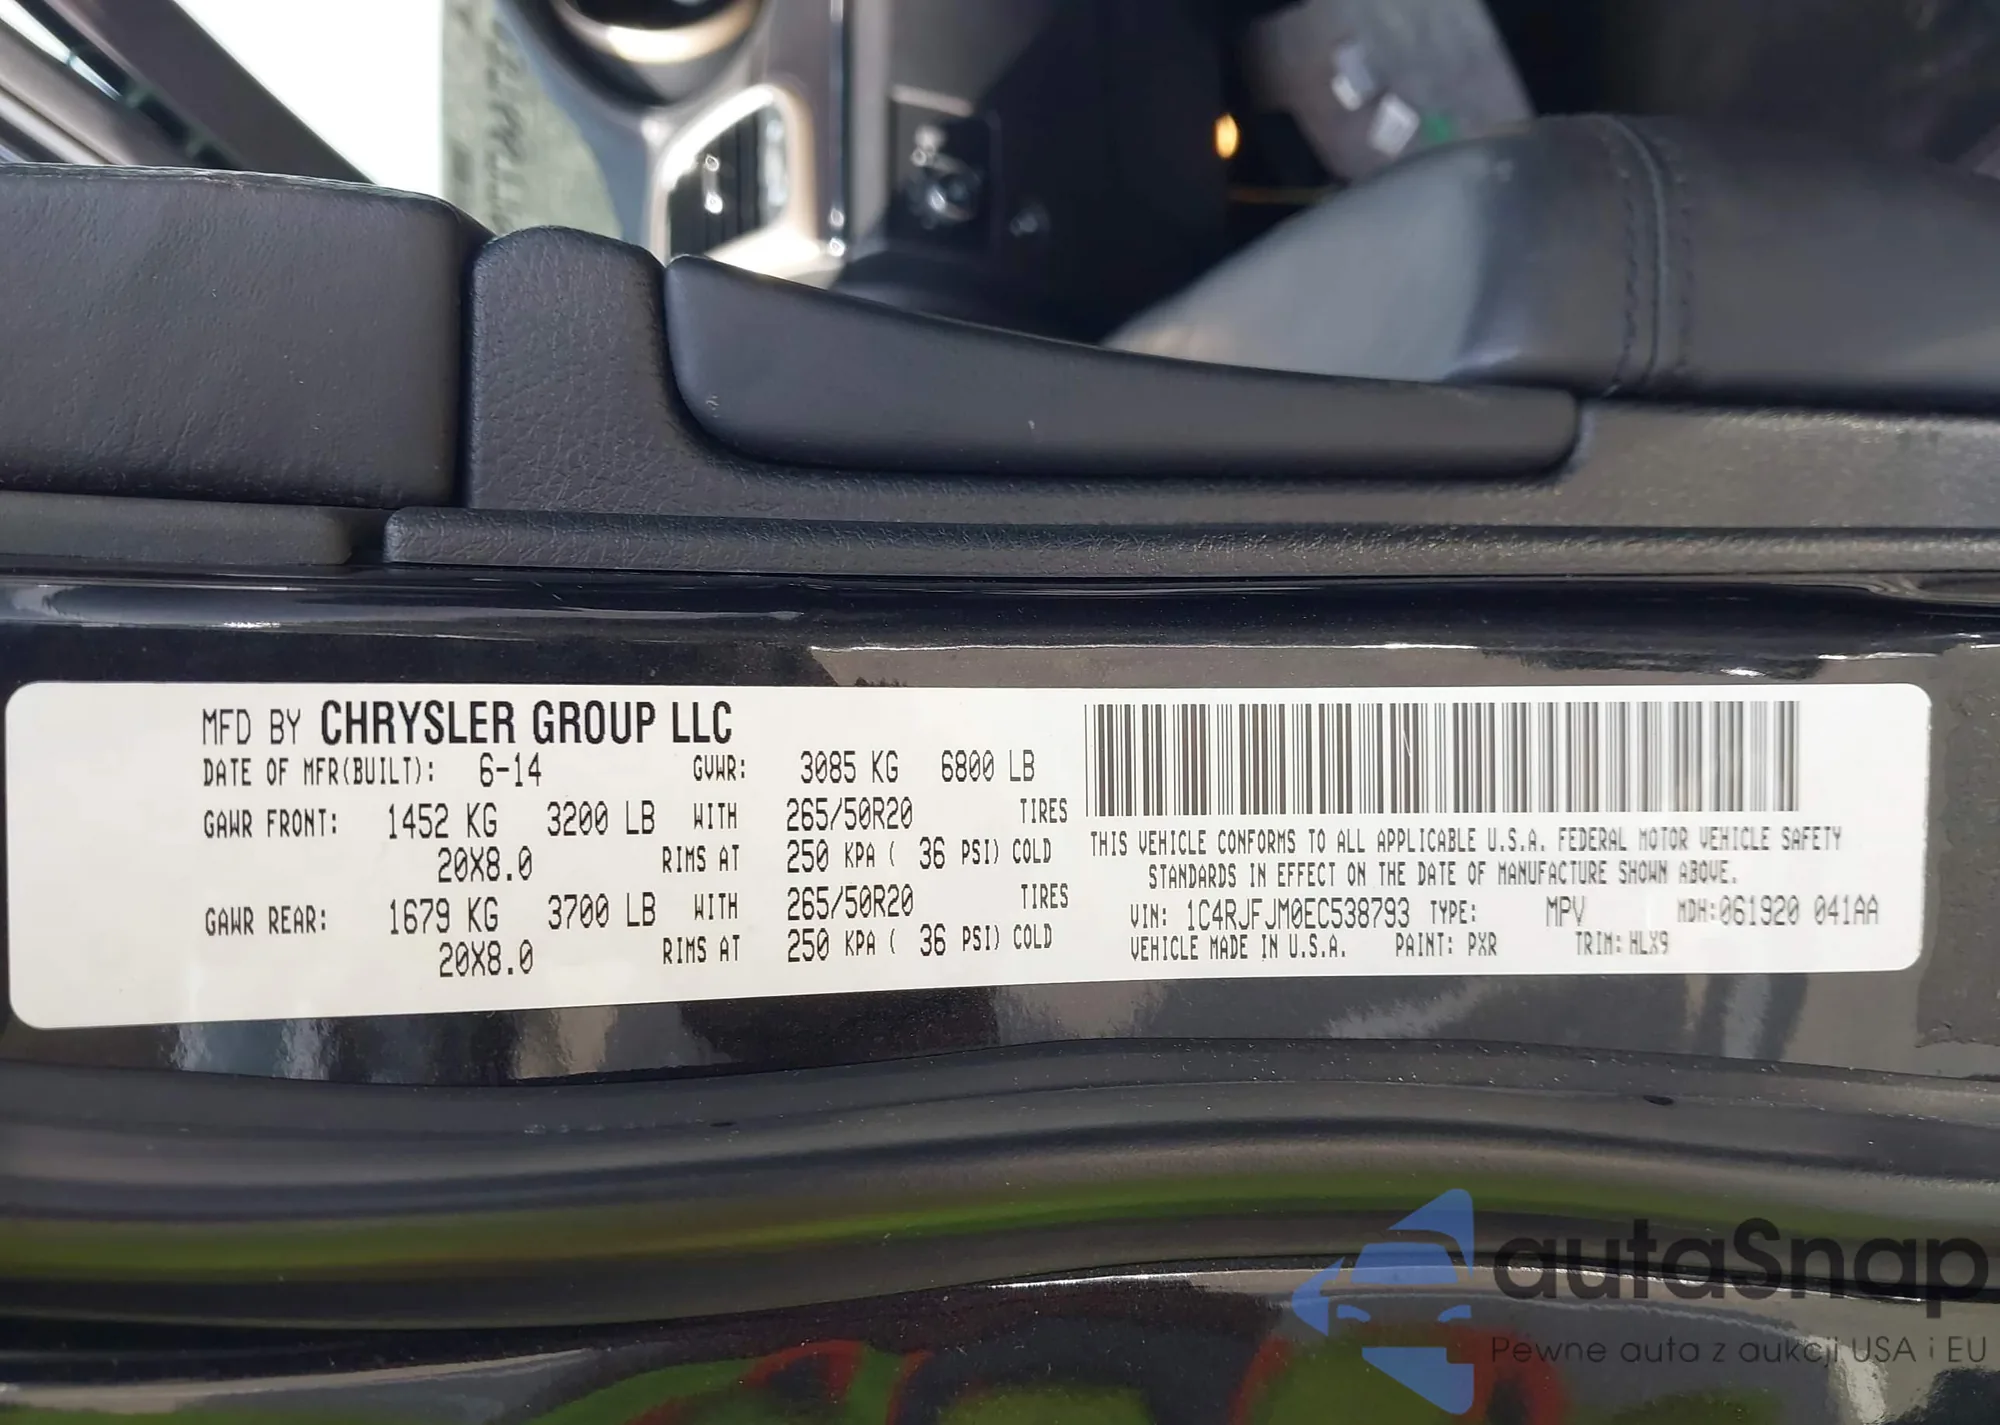 MFD BY CHRYSLER GROUP LLC
DATE OF MFR(BUILT): 6-14 GVWR: 3085 KG 6800 LB
GAWR FRONT: 1452 KG 3200 LB WITH 265/50R20 TIRES
20X8.0 RIMS AT 250 KPA ( 36 PSI) COLD
GAWR REAR: 1679 KG 3700 LB WITH 265/50R20 TIRES
20X8.0 RIMS AT 250 KPA ( 36 PSI) COLD
THIS VEHICLE CONFORMS TO ALL APPLICABLE U.S.A. FEDERAL MOTOR VEHICLE SAFETY
STANDARDS IN EFFECT ON THE DATE OF MANUFACTURE SHOWN ABOVE.
VIN: 1C4RJFJM0EC538793 TYPE: MPV MDH:061920 041AA
VEHICLE MADE IN U.S.A. PAINT: PXR TRIM: HLX9
autaSnap
Pewne auta z aukcji USA i EU